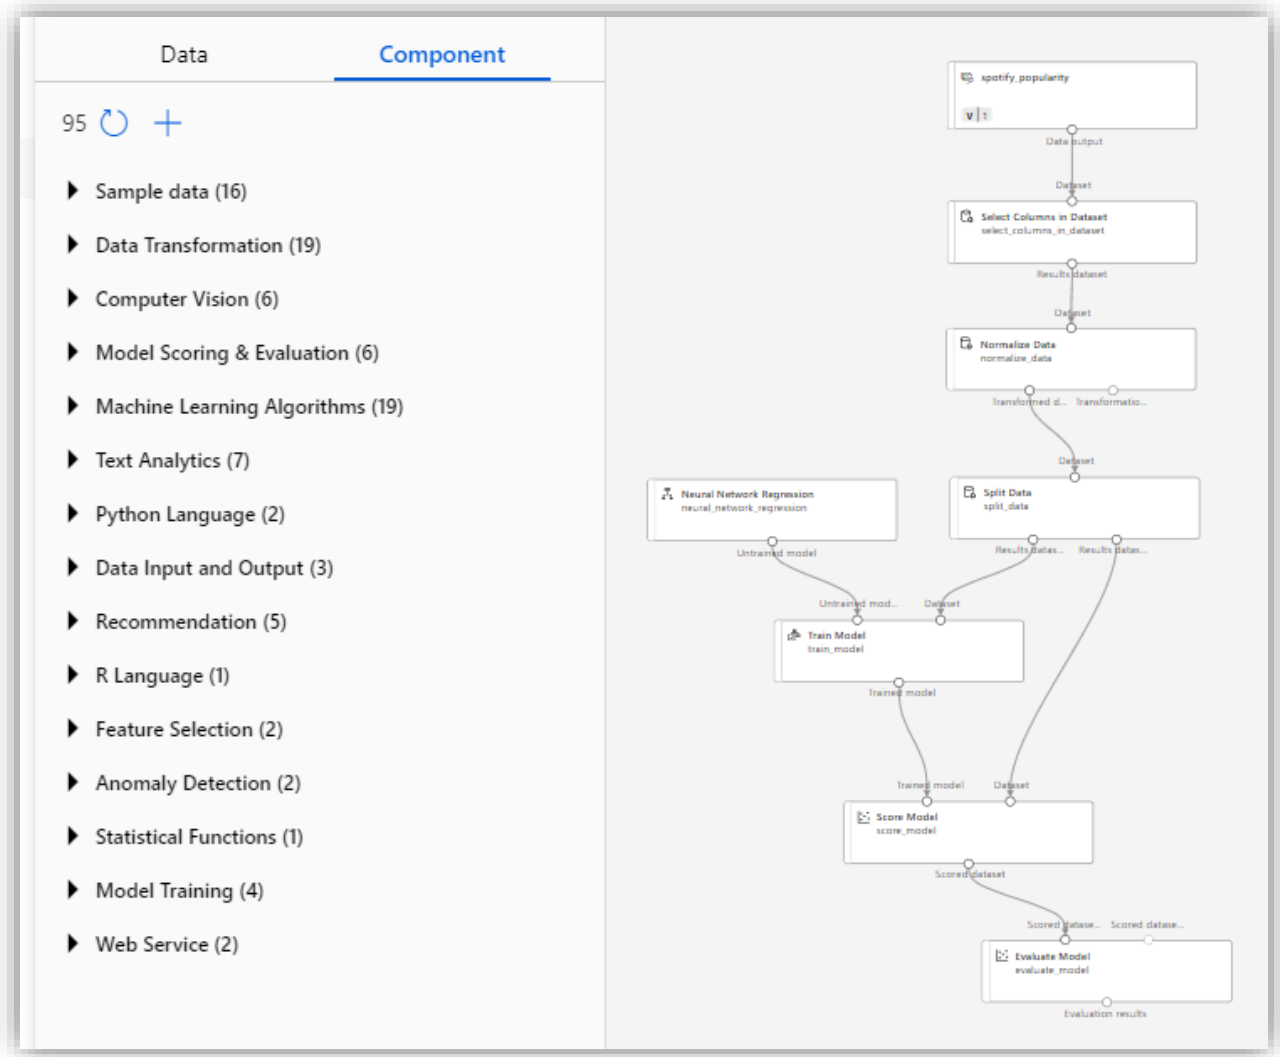 Data
Component
95
Sample data (16)
Data Transformation (19)
Computer Vision (6)
Model Scoring & Evaluation (6)
Machine Learning Algorithms (19)
Text Analytics (7)
Python Language (2)
Data Input and Output (3)
Recommendation (5)
R Language (1)
Feature Selection (2)
Anomaly Detection (2)
Statistical Functions (1)
Model Training (4)
Web Service (2)
spotify_popularity
v 1
Data output
Dataset
Select Columns in Dataset
select_columns_in_dataset
Results dataset
Dataset
Normalize Data
normalize_data
Transformed d... Transformatio...
Dataset
Neural Network Regression
neural_network_regression
Untrained model
Split Data
split_data
Results datas... Results datas...
Untrained mod... Dataset
Train Model
train_model
Trained model
Trained model Dataset
Score Model
score_model
Scored dataset
Scored datase... Scored datase...
Evaluate Model
evaluate_model
Evaluation results